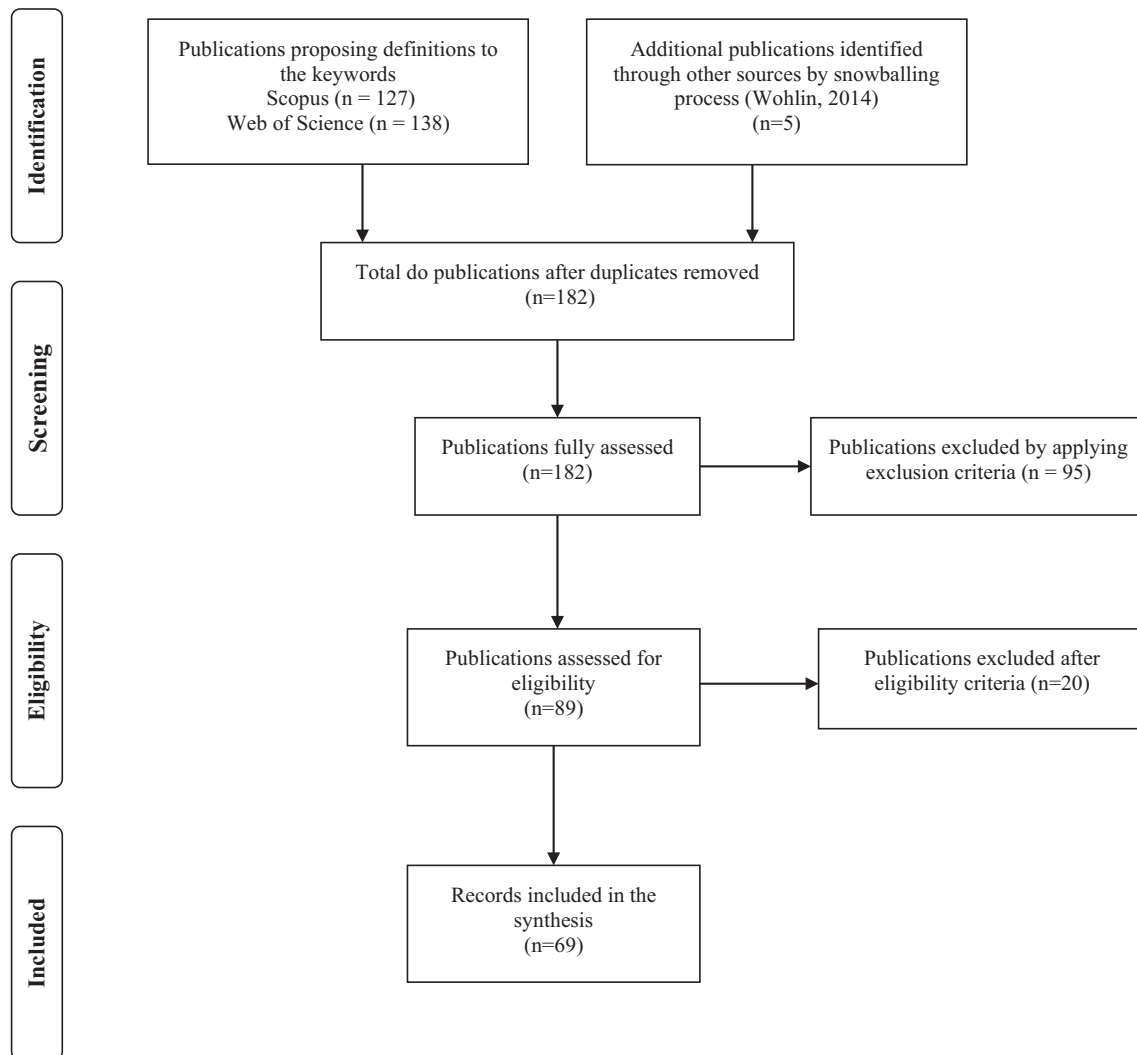 Identification
Publications proposing definitions to
the keywords
Scopus (n = 127)
Web of Science (n = 138)
Additional publications identified
through other sources by snowballing
process (Wohlin, 2014)
(n=5)
Total do publications after duplicates removed
(n=182)
Screening
Publications fully assessed
(n=182)
Publications excluded by applying
exclusion criteria (n = 95)
Eligibility
Publications assessed for
eligibility
(n=89)
Publications excluded after
eligibility criteria (n=20)
Included
Records included in the
synthesis
(n=69)